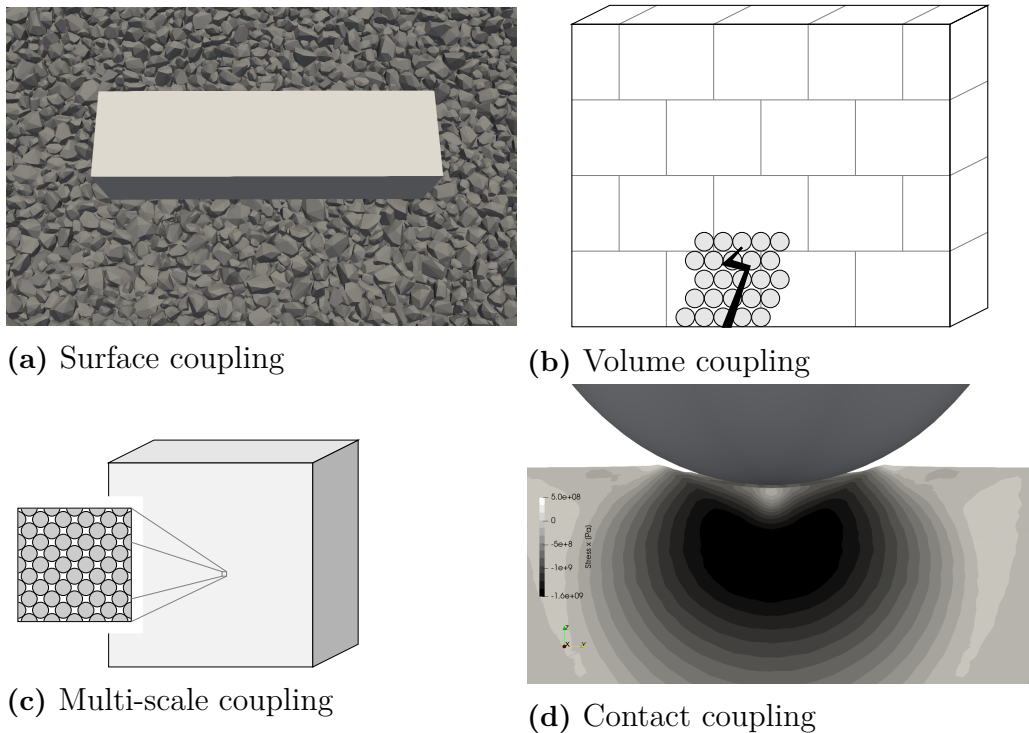 (a) Surface coupling
(b) Volume coupling
5.0e+08
0
-5e+8
-1e+9
-1.6e+09
Stress x (Pa)
z
x
y
(c) Multi-scale coupling
(d) Contact coupling